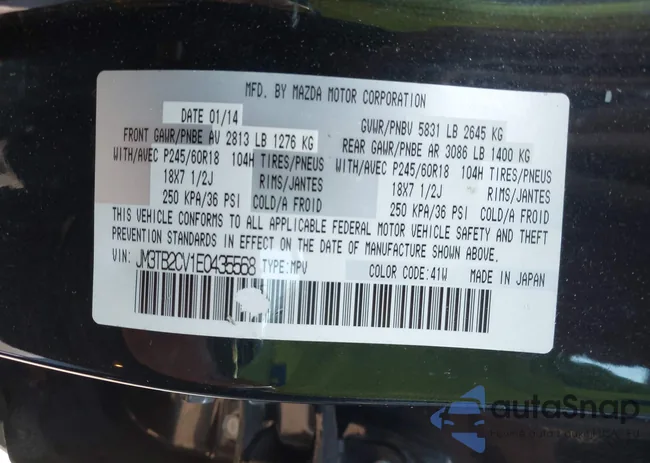 MFD. BY MAZDA MOTOR CORPORATION
DATE 01/14
GVWR/PNBV 5831 LB 2645 KG
FRONT GAWR/PNBE AV 2813 LB 1276 KG
REAR GAWR/PNBE AR 3086 LB 1400 KG
WITH/AVEC P245/60R18 104H TIRES/PNEUS
WITH/AVEC P245/60R18 104H TIRES/PNEUS
18X7 1/2J RIMS/JANTES
18X7 1/2J RIMS/JANTES
250 KPA/36 PSI COLD/A FROID
250 KPA/36 PSI COLD/A FROID
THIS VEHICLE CONFORMS TO ALL APPLICABLE FEDERAL MOTOR VEHICLE SAFETY AND THEFT
PREVENTION STANDARDS IN EFFECT ON THE DATE OF MANUFACTURE SHOWN ABOVE.
VIN: JM3TB2CV1E0435568 TYPE:MPV COLOR CODE:41W MADE IN JAPAN
autoSnap